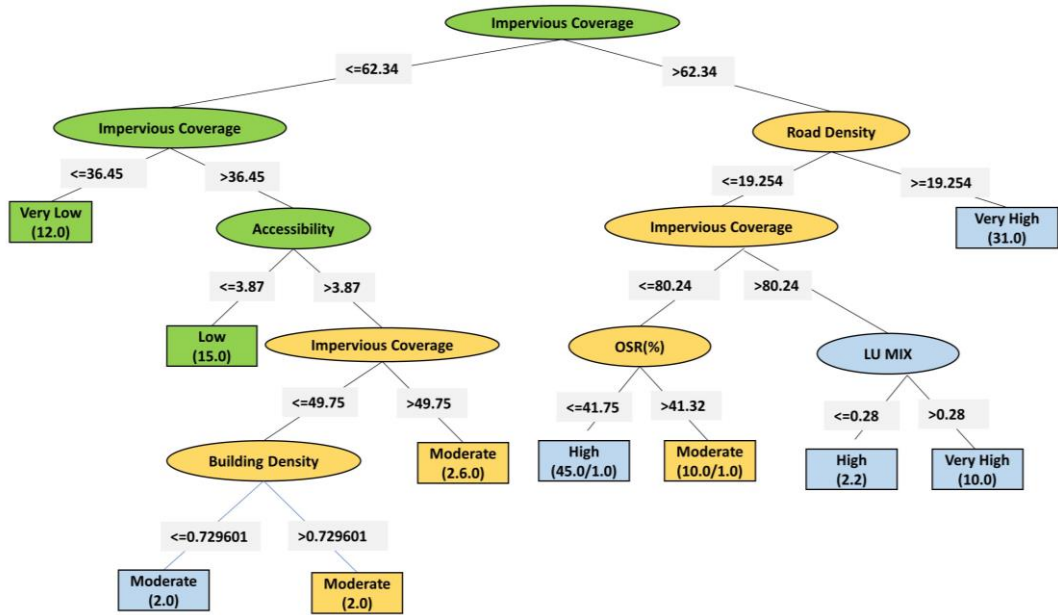 Impervious Coverage
<=62.34
>62.34
Impervious Coverage
Road Density
<=36.45
>36.45
<=19.254
>=19.254
Very Low
(12.0)
Accessibility
Impervious Coverage
Very High
(31.0)
<=3.87
>3.87
<=80.24
>80.24
Low
(15.0)
Impervious Coverage
OSR(%)
LU MIX
<=49.75
>49.75
<=41.75
>41.32
<=0.28
>0.28
Building Density
Moderate
(2.6.0)
High
(45.0/1.0)
Moderate
(10.0/1.0)
High
(2.2)
Very High
(10.0)
<=0.729601
>0.729601
Moderate
(2.0)
Moderate
(2.0)